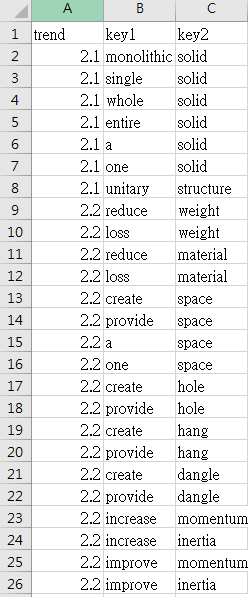 A B C
1 trend key1 key2
2 2.1 monolithic solid
3 2.1 single solid
4 2.1 whole solid
5 2.1 entire solid
6 2.1 a solid
7 2.1 one solid
8 2.1 unitary structure
9 2.2 reduce weight
10 2.2 loss weight
11 2.2 reduce material
12 2.2 loss material
13 2.2 create space
14 2.2 provide space
15 2.2 a space
16 2.2 one space
17 2.2 create hole
18 2.2 provide hole
19 2.2 create hang
20 2.2 provide hang
21 2.2 create dangle
22 2.2 provide dangle
23 2.2 increase momentum
24 2.2 increase inertia
25 2.2 improve momentum
26 2.2 improve inertia